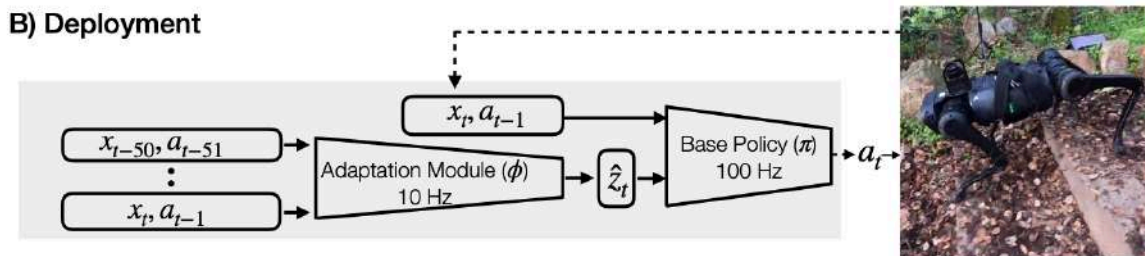 B) Deployment
x_t, a_{t-1}
x_{t-50}, a_{t-51}
⋮
x_t, a_{t-1}
Adaptation Module (ϕ)
10 Hz
ẑ_t
Base Policy (π)
100 Hz
a_t